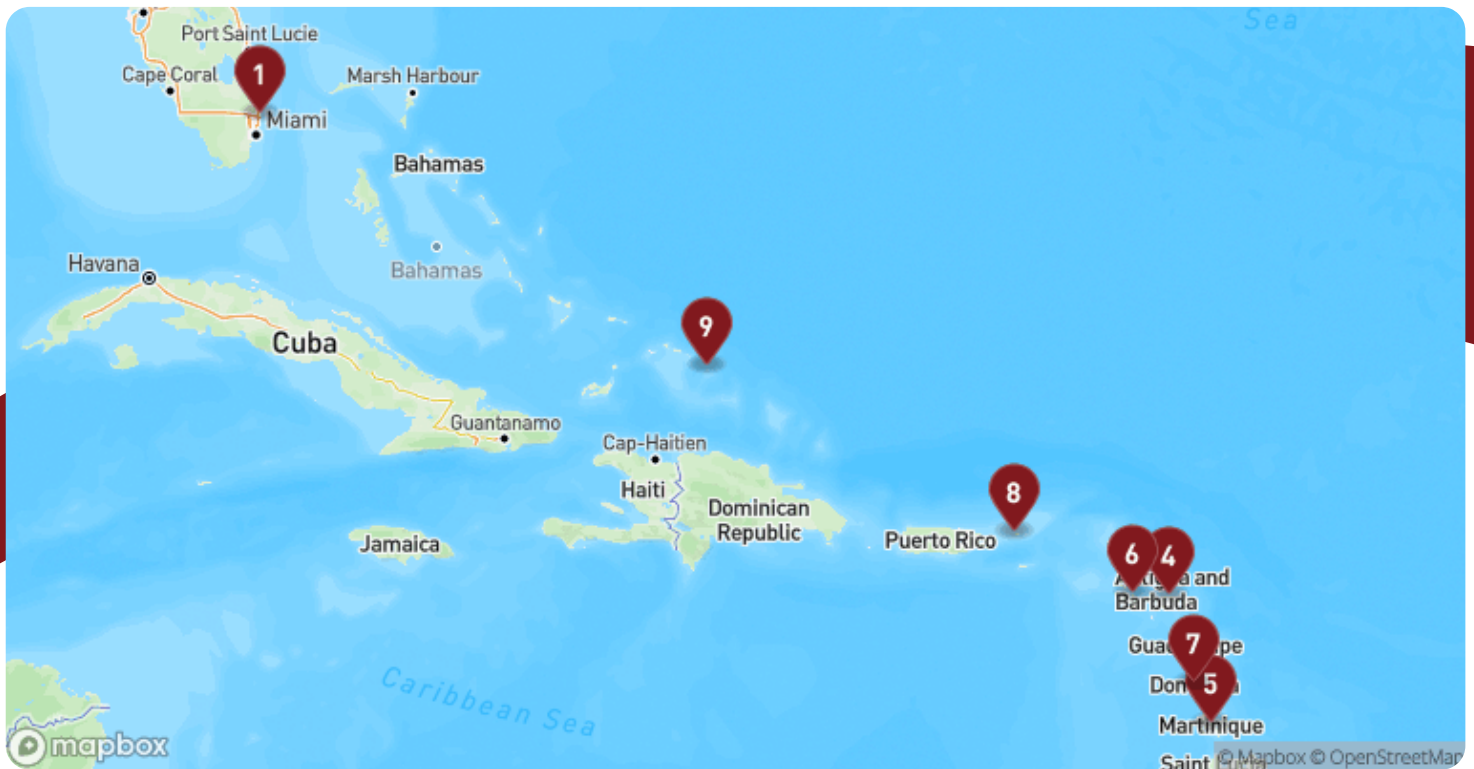 Sea
Port Saint Lucie
Cape Coral
1
Marsh Harbour
Miami
Bahamas
Havana
Bahamas
9
Cuba
Guantanamo
Cap-Haitien
Haiti
Dominican
Republic
8
Jamaica
Puerto Rico
6
4
and
Barbuda
7
5
Caribbean Sea
Martinique
mapbox
© Mapbox © OpenStreetMap
Saint